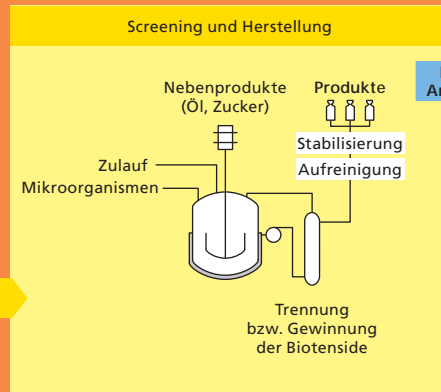 Screening und Herstellung
Nebenprodukte
(Öl, Zucker)
Produkte
Stabilisierung
Aufreinigung
Zulauf
Mikroorganismen
Trennung
bzw. Gewinnung
der Biotenside